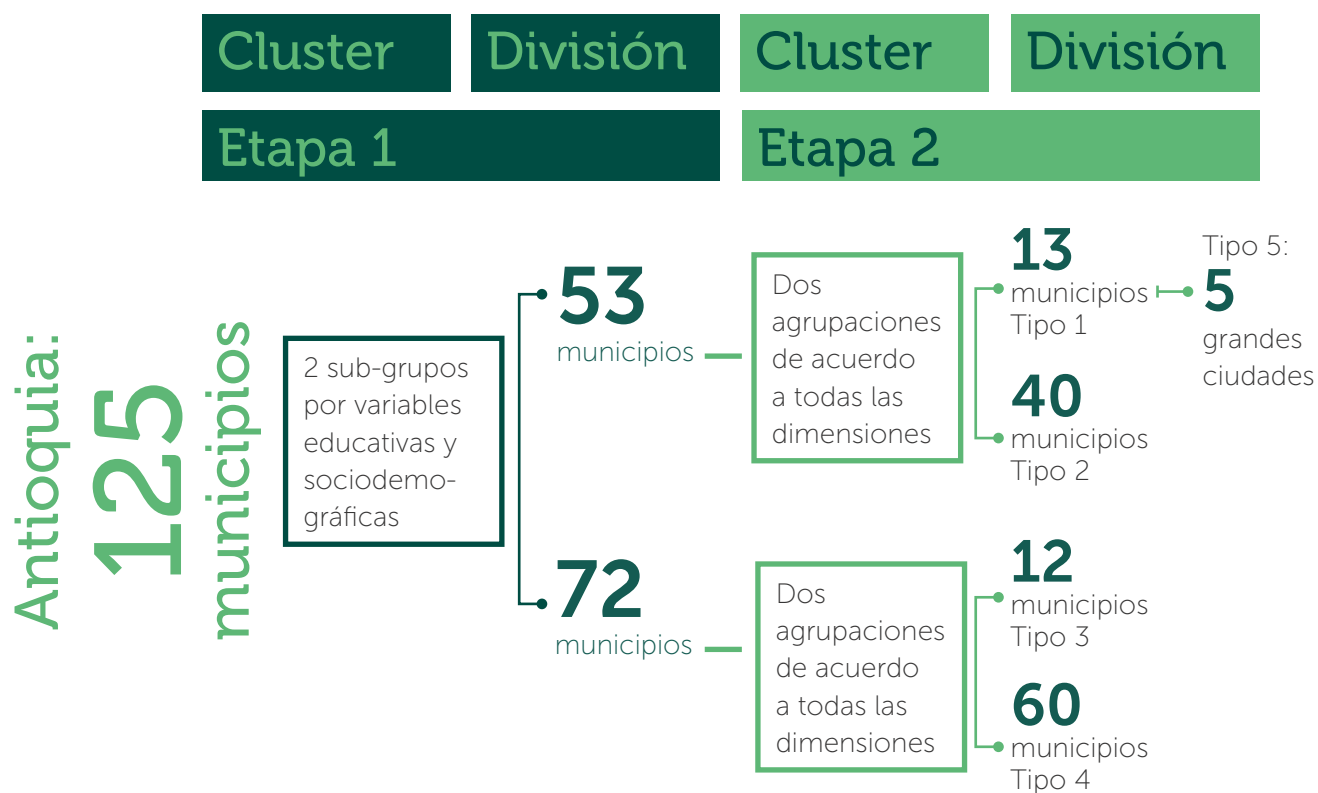 Cluster
División
Cluster
División
Etapa 1
Etapa 2
Antioquia:
125
municipios
2 sub-grupos
por variables
educativas y
sociodemo-
gráficas
53
municipios
72
municipios
Dos
agrupaciones
de acuerdo
a todas las
dimensiones
13
municipios
Tipo 1
40
municipios
Tipo 2
Tipo 5:
5
grandes
ciudades
Dos
agrupaciones
de acuerdo
a todas las
dimensiones
12
municipios
Tipo 3
60
municipios
Tipo 4